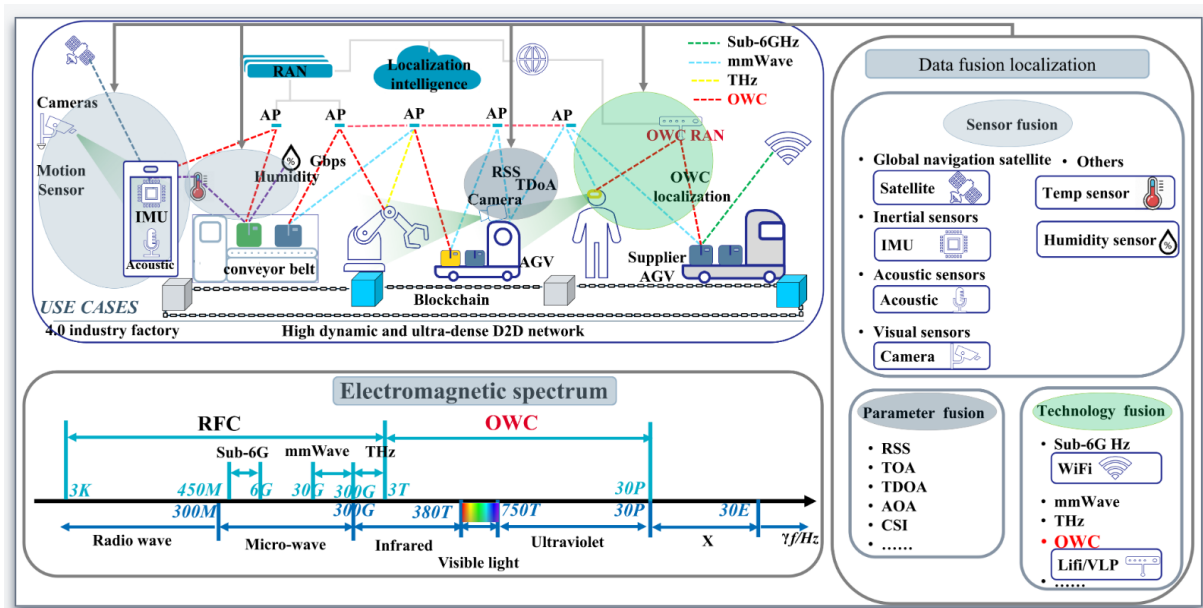 Sub-6GHz
mmWave
THz
OWC
RAN
Localization
intelligence
Cameras
AP
AP
AP
AP
AP
OWC RAN
Motion
Sensor
Gbps
%
Humidity
RSS
TDoA
Camera
OWC
localization
IMU
Acoustic
conveyor belt
AGV
Supplier
AGV
Blockchain
USE CASES
4.0 industry factory
High dynamic and ultra-dense D2D network
Data fusion localization
Sensor fusion
• Global navigation satellite
Satellite
• Inertial sensors
IMU
• Acoustic sensors
Acoustic
• Visual sensors
Camera
• Others
Temp sensor
Humidity sensor %
Parameter fusion
• RSS
• TOA
• TDOA
• AOA
• CSI
• ......
Technology fusion
• Sub-6G Hz
WiFi
• mmWave
• THz
• OWC
Lifi/VLP
• ......
Electromagnetic spectrum
RFC
OWC
Sub-6G
mmWave
THz
3K
450M
6G
30G
300G
3T
30P
300M
300G
380T
750T
30P
30E
γf/Hz
Radio wave
Micro-wave
Infrared
Visible light
Ultraviolet
X